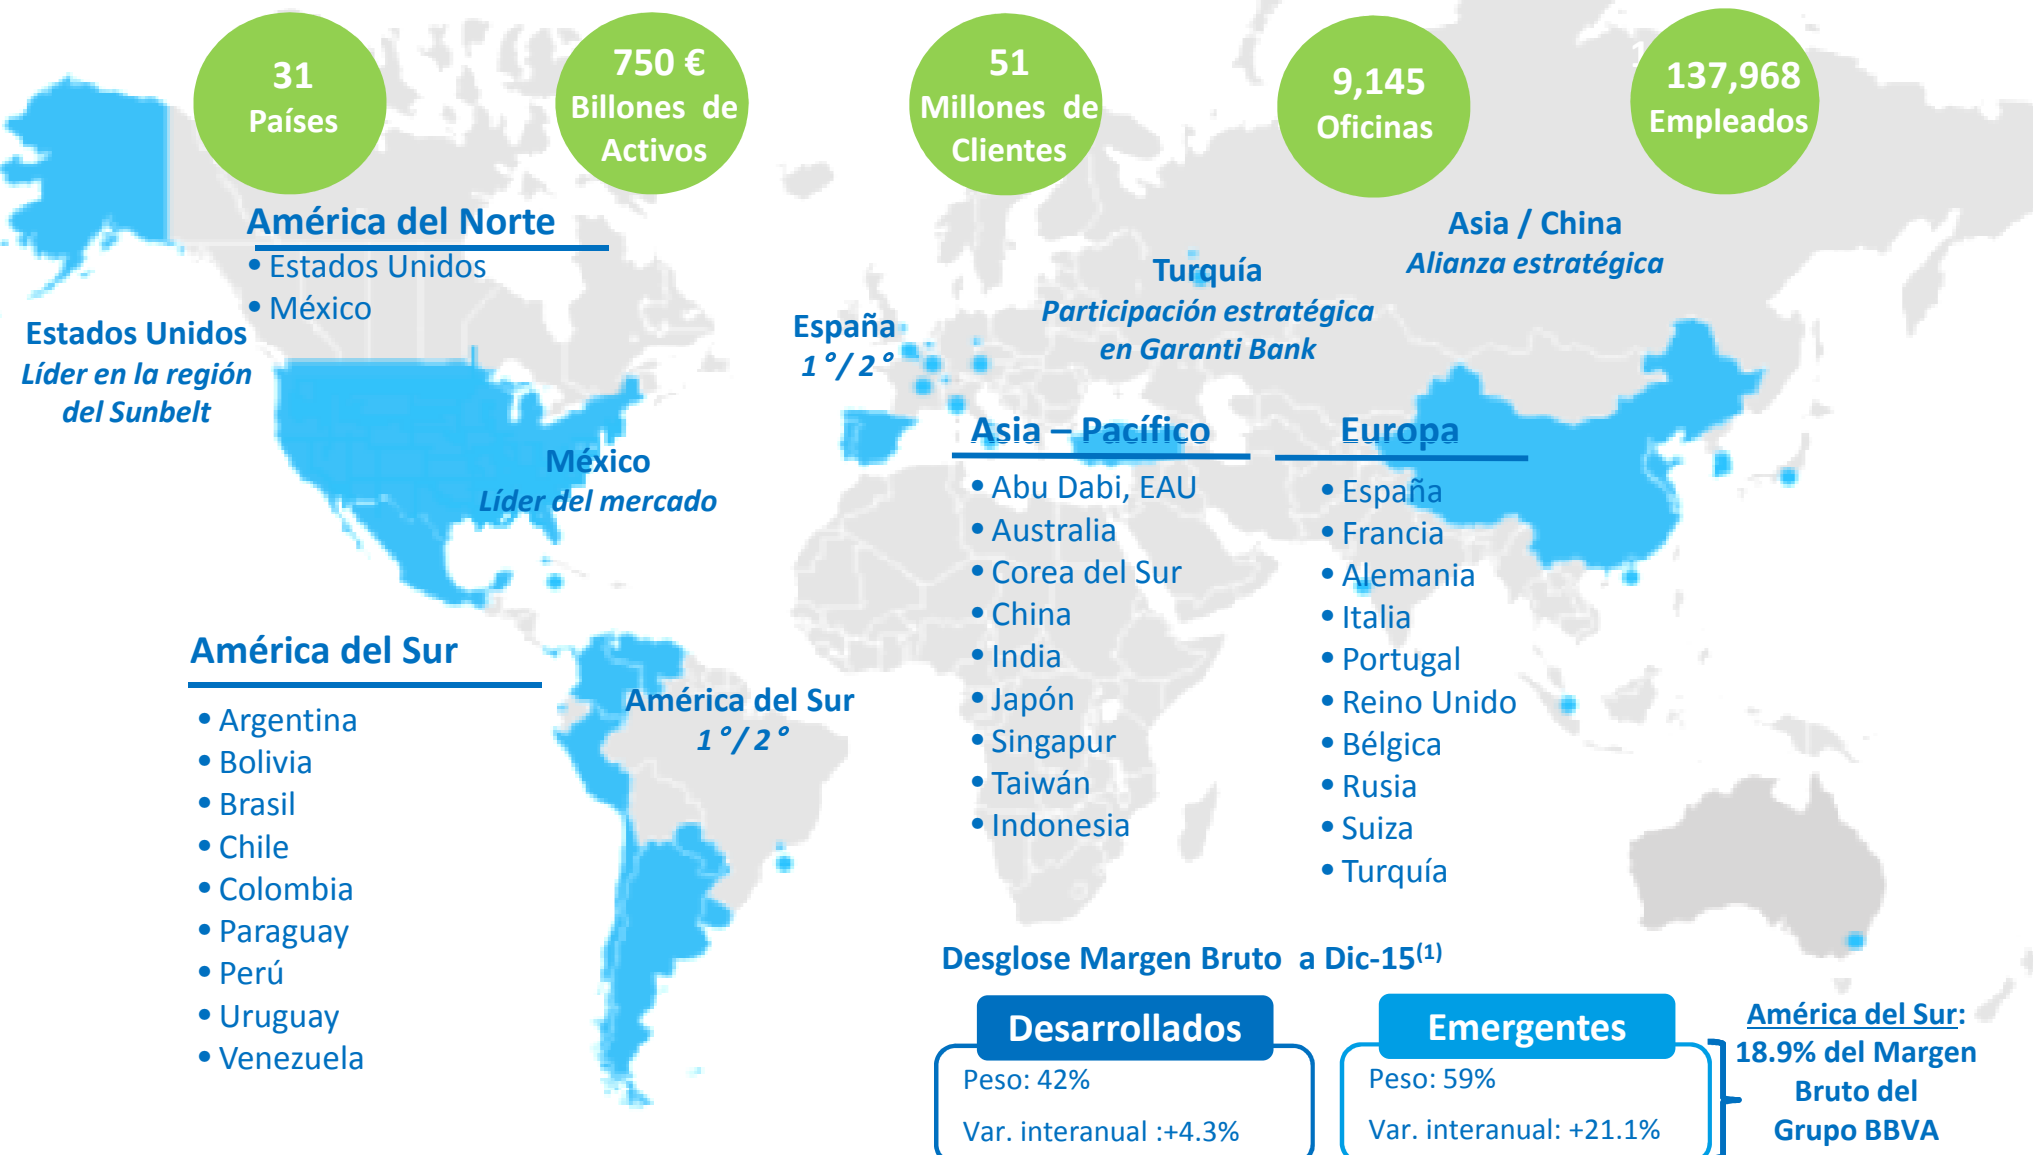 31
Países
750 €
Billones de
Activos
51
Millones de
Clientes
9,145
Oficinas
137,968
Empleados
América del Norte
• Estados Unidos
• México
Estados Unidos
Líder en la región
del Sunbelt
México
Líder del mercado
España
1°/ 2°
Turquía
Participación estratégica
en Garanti Bank
Asia / China
Alianza estratégica
América del Sur
• Argentina
• Bolivia
• Brasil
• Chile
• Colombia
• Paraguay
• Perú
• Uruguay
• Venezuela
América del Sur
1°/ 2°
Asia – Pacífico
• Abu Dabi, EAU
• Australia
• Corea del Sur
• China
• India
• Japón
• Singapur
• Taiwán
• Indonesia
Europa
• España
• Francia
• Alemania
• Italia
• Portugal
• Reino Unido
• Bélgica
• Rusia
• Suiza
• Turquía
Desglose Margen Bruto a Dic-15(1)
Desarrollados
Peso: 42%
Var. interanual :+4.3%
Emergentes
Peso: 59%
Var. interanual: +21.1%
América del Sur:
18.9% del Margen
Bruto del
Grupo BBVA